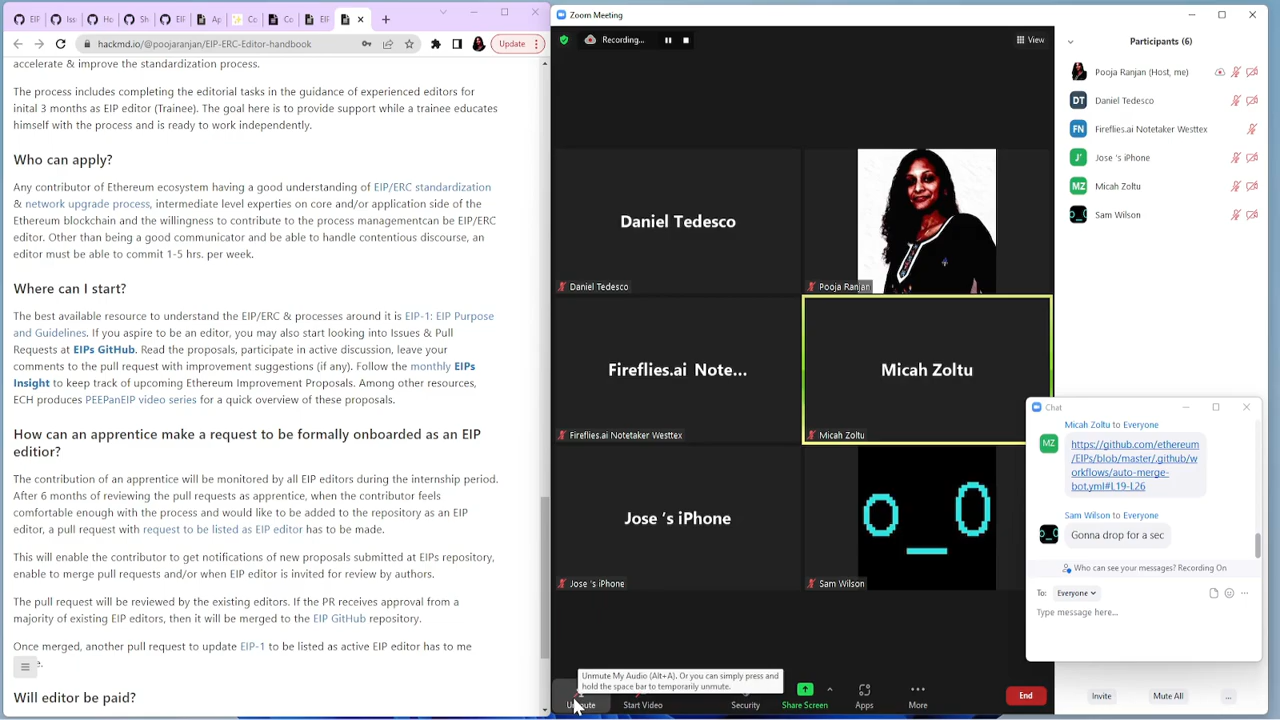 Iss
Ho
Sh
EIF
Ap
Co
Co
EIF
hackmd.io/@poojaranjan/EIP-ERC-Editor-handbook
Update
accelerate & improve the standardization process.
The process includes completing the editorial tasks in the guidance of experienced editors for
inital 3 months as EIP editor (Trainee). The goal here is to provide support while a trainee educates
himself with the process and is ready to work independently.
Who can apply?
Any contributor of Ethereum ecosystem having a good understanding of EIP/ERC standardization
& network upgrade process, intermediate level experties on core and/or application side of the
Ethereum blockchain and the willingness to contribute to the process managementcan be EIP/ERC
editor. Other than being a good communicator and be able to handle contentious discourse, an
editor must be able to commit 1-5 hrs. per week.
Where can I start?
The best available resource to understand the EIP/ERC & processes around it is EIP-1: EIP Purpose
and Guidelines. If you aspire to be an editor, you may also start looking into Issues & Pull
Requests at EIPs GitHub. Read the proposals, participate in active discussion, leave your
comments to the pull request with improvement suggestions (if any). Follow the monthly EIPs
Insight to keep track of upcoming Ethereum Improvement Proposals. Among other resources,
ECH produces PEEPanEIP video series for a quick overview of these proposals.
How can an apprentice make a request to be formally onboarded as an EIP
editior?
The contribution of an apprentice will be monitored by all EIP editors during the internship period.
After 6 months of reviewing the pull requests as apprentice, when the contributor feels
comfortable enough with the process and would like to be added to the repository as an EIP
editor, a pull request with request to be listed as EIP editor has to be made.
This will enable the contributor to get notifications of new proposals submitted at EIPs repository,
enable to merge pull requests and/or when EIP editor is invited for review by authors.
The pull request will be reviewed by the existing editors. If the PR receives approval from a
majority of existing EIP editors, then it will be merged to the EIP GitHub repository.
Once merged, another pull request to update EIP-1 to be listed as active EIP editor has to me
Will editor be paid?
Zoom Meeting
Recording...
View
Daniel Tedesco
Daniel Tedesco
Pooja Ranjan
Fireflies.ai Note...
Fireflies.ai Notetaker Westtex
Micah Zoltu
Micah Zoltu
Jose 's iPhone
Jose 's iPhone
Sam Wilson
Unmute My Audio (Alt+A). Or you can simply press and
hold the space bar to temporarily unmute.
Unmute
Start Video
Security
Share Screen
Apps
More
End
Participants (6)
Pooja Ranjan (Host, me)
DT Daniel Tedesco
FN Fireflies.ai Notetaker Westtex
J' Jose 's iPhone
MZ Micah Zoltu
Sam Wilson
Chat
Micah Zoltu to Everyone
MZ
https://github.com/ethereum
/EIPs/blob/master/.github/w
orkflows/auto-merge-
bot.yml#L19-L26
Sam Wilson to Everyone
Gonna drop for a sec
Who can see your messages? Recording On
To: Everyone
Type message here...
Invite
Mute All
...